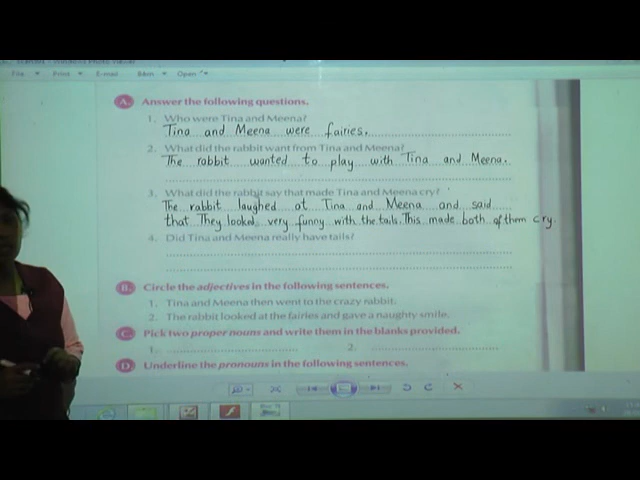 File Print E-mail Burn Open
A. Answer the following questions.
1. Who were Tina and Meena?
Tina and Meena were fairies.
2. What did the rabbit want from Tina and Meena?
The rabbit wanted to play with Tina and Meena.
3. What did the rabbit say that made Tina and Meena cry?
The rabbit laughed at Tina and Meena and said
that They looked very funny with the tails. This made both of them cry.
4. Did Tina and Meena really have tails?
B. Circle the adjectives in the following sentences.
1. Tina and Meena then went to the crazy rabbit.
2. The rabbit looked at the fairies and gave a naughty smile.
C. Pick two proper nouns and write them in the blanks provided.
1. 2.
D. Underline the pronouns in the following sentences.